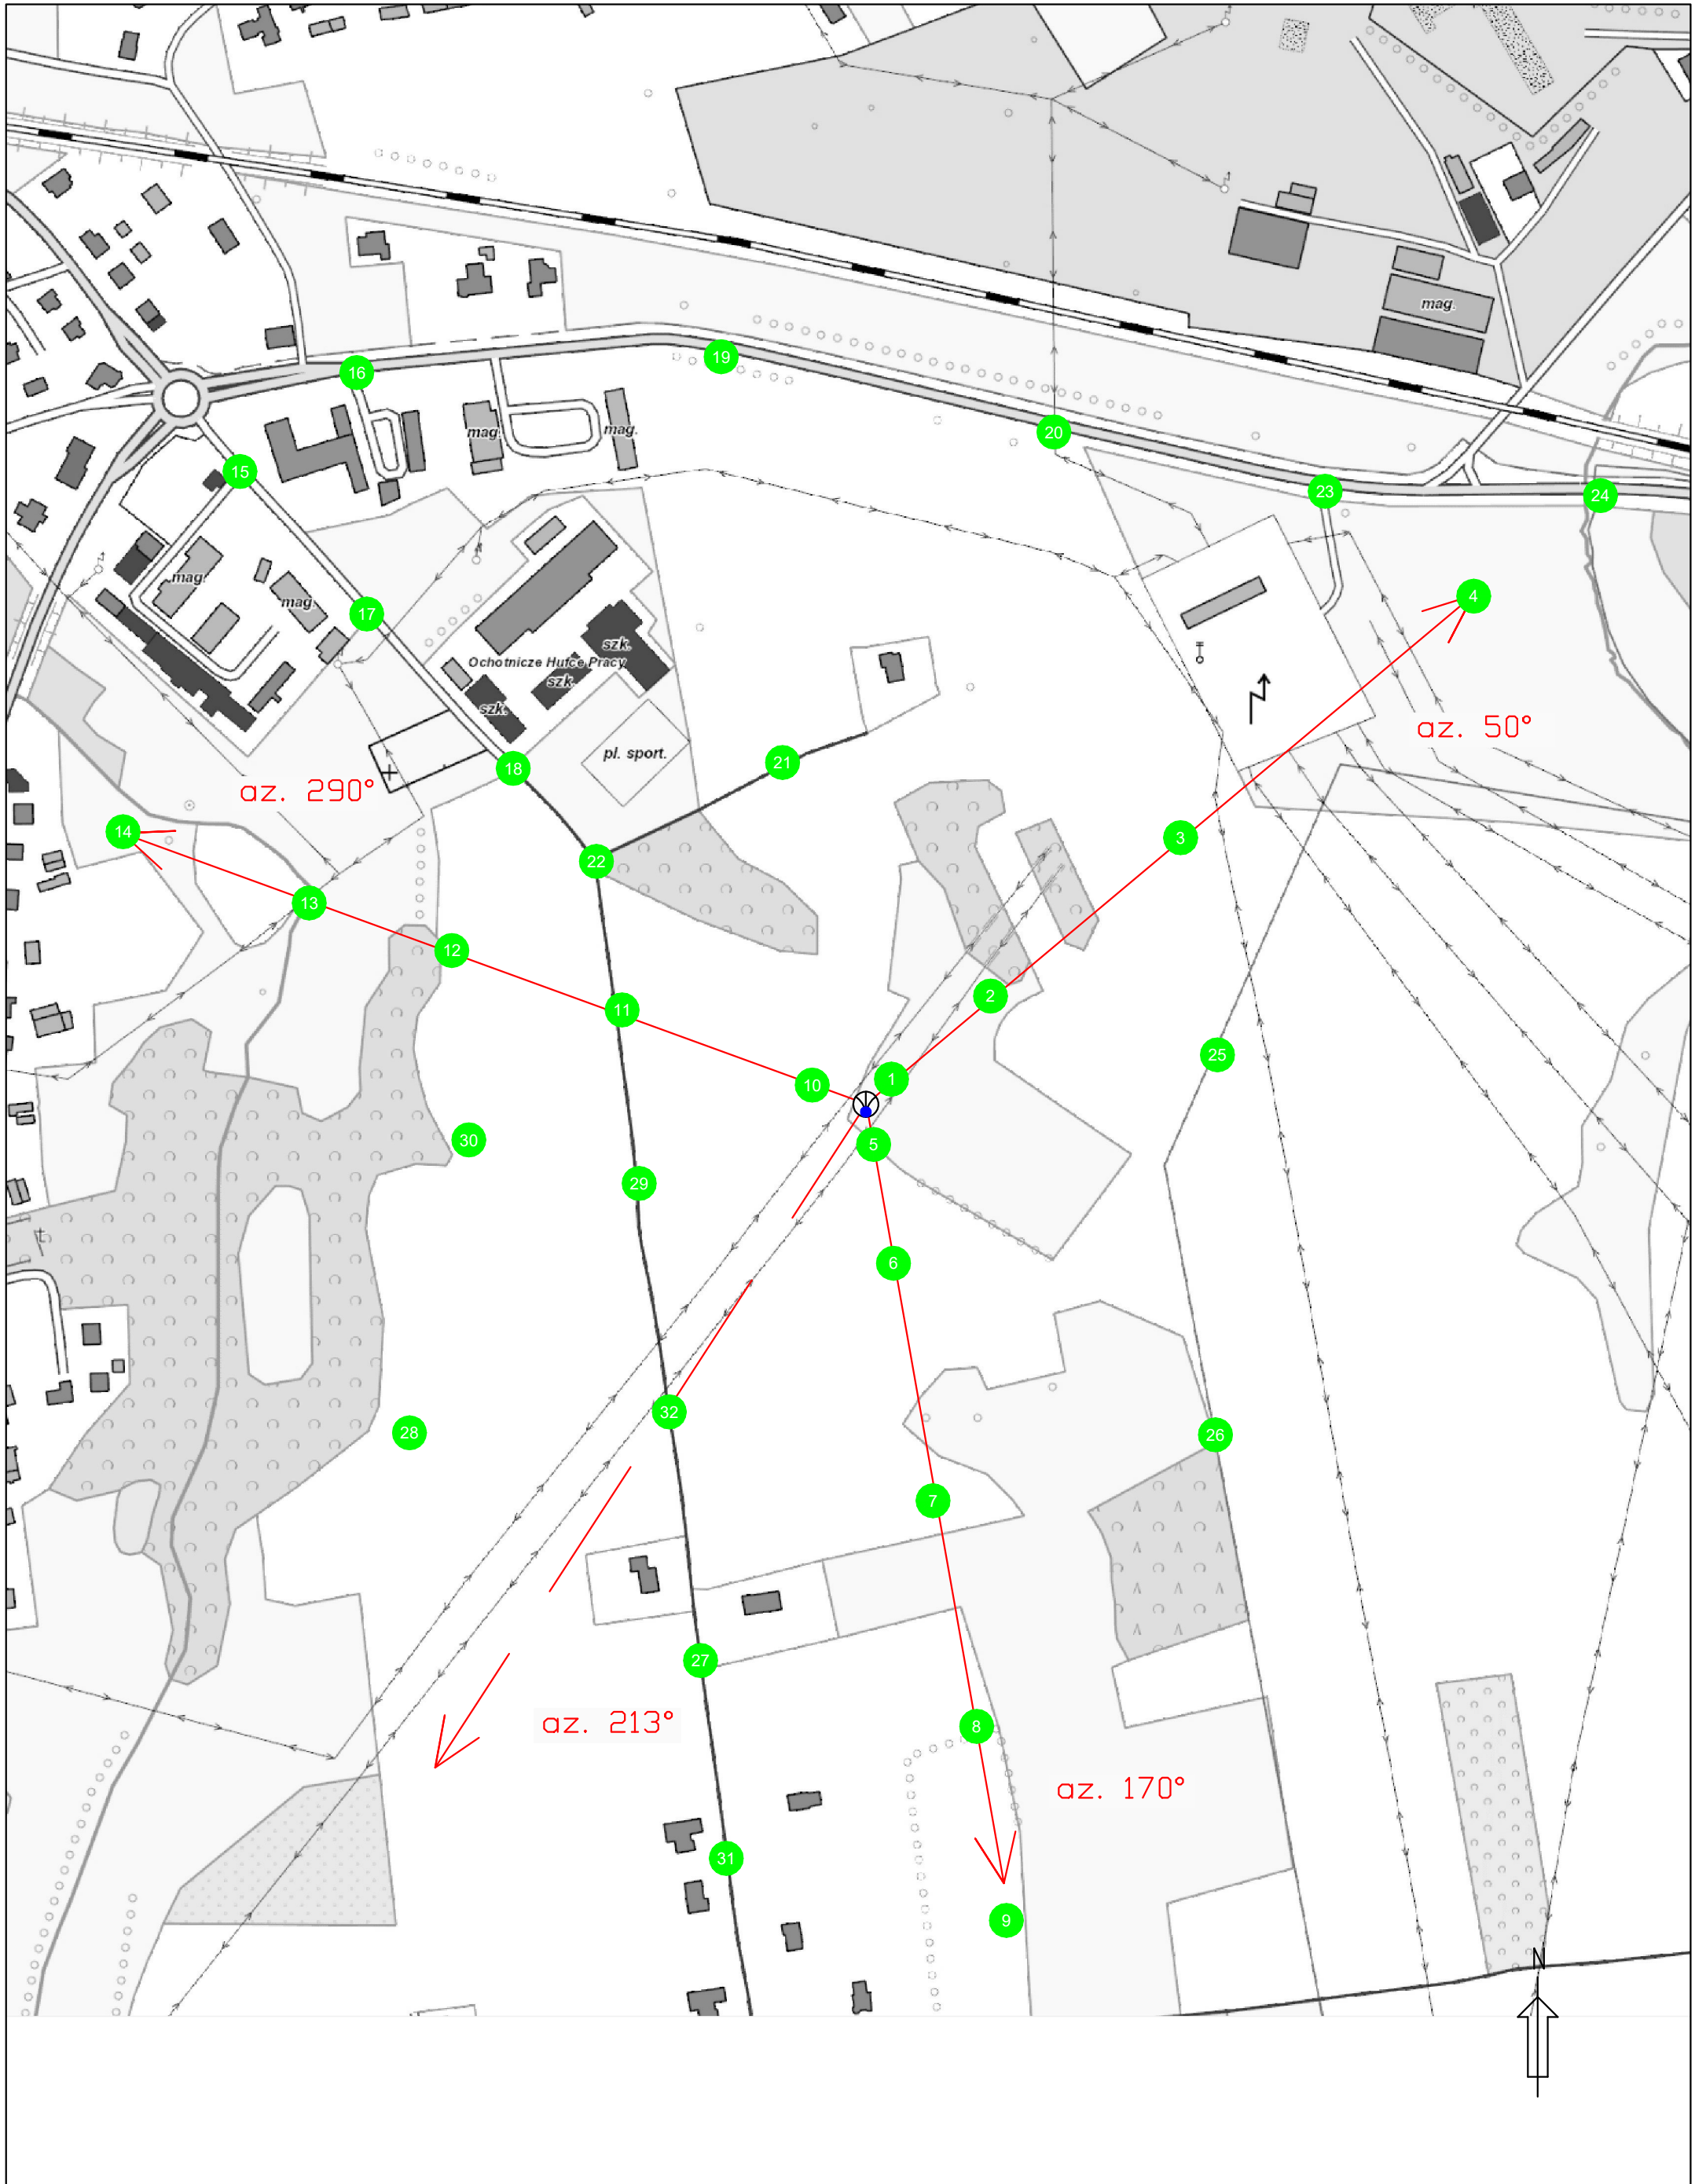 mag.
19
16
mag.
mag.
20
15
23
24
mag.
4
mag.
17
szk.
Ochotnicze Hufce Pracy
szk.
szk.
az. 50°
pl. sport.
21
18
az. 290°
14
3
22
13
12
2
11
25
1
10
30
5
29
t
6
32
28
26
7
27
az. 213°
8
az. 170°
31
9
N